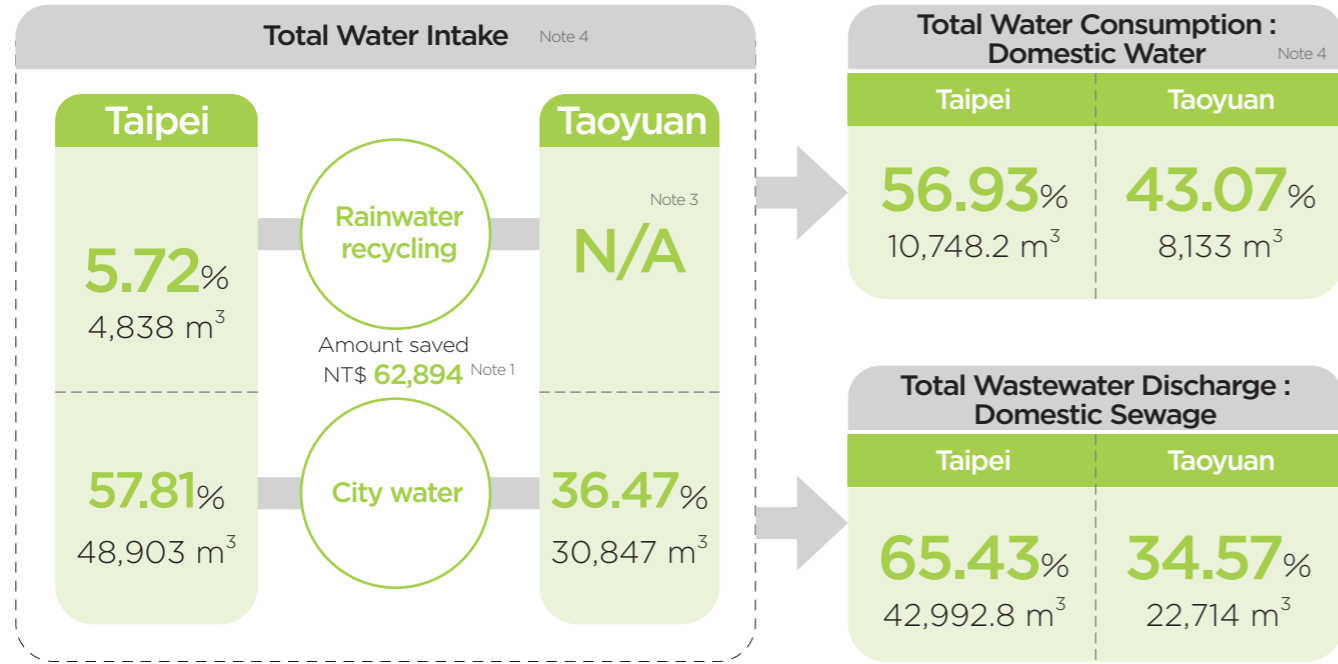 Total Water Intake Note 4
Taipei
Rainwater
recycling
Taoyuan
5.72%
4,838 m³
Note 3
N/A
Amount saved
NT$ 62,894 Note 1
57.81%
48,903 m³
City water
36.47%
30,847 m³
Total Water Consumption :
Domestic Water Note 4
Taipei Taoyuan
56.93% 43.07%
10,748.2 m³ 8,133 m³
Total Wastewater Discharge :
Domestic Sewage
Taipei Taoyuan
65.43% 34.57%
42,992.8 m³ 22,714 m³